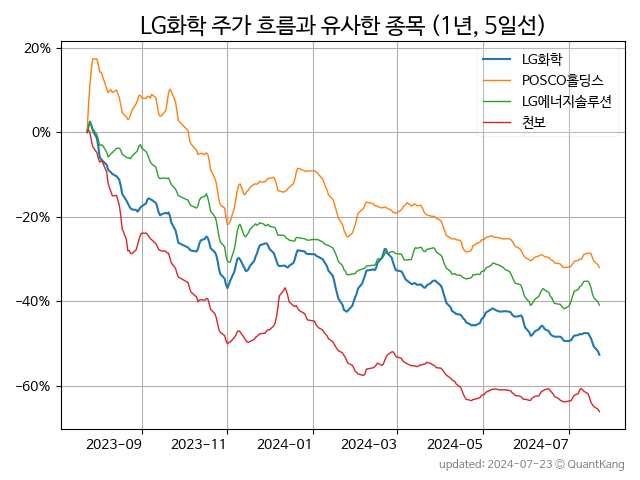 LG화학 주가 흐름과 유사한 종목 (1년, 5일선)
20%
0%
−20%
−40%
−60%
LG화학
POSCO홀딩스
LG에너지솔루션
천보
2023-09
2023-11
2024-01
2024-03
2024-05
2024-07
updated: 2024-07-23 © QuantKang